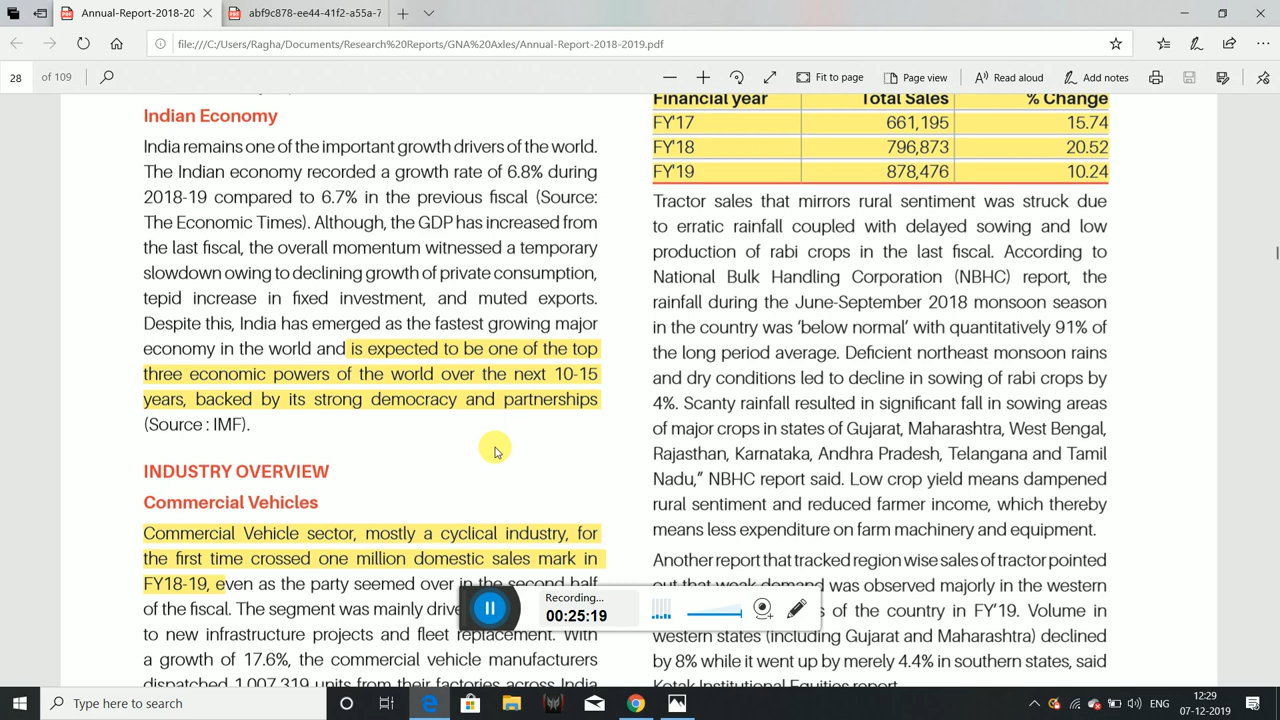 Annual-Report-2018-20
abf9c878-ee44-41f2-a55a-7
file:///C:/Users/Ragha/Documents/Research%20Reports/GNA%20Axles/Annual-Report-2018-2019.pdf
28
of 109
Fit to page
Page view
Read aloud
Add notes
Indian Economy
India remains one of the important growth drivers of the world.
The Indian economy recorded a growth rate of 6.8% during
2018-19 compared to 6.7% in the previous fiscal (Source:
The Economic Times). Although, the GDP has increased from
the last fiscal, the overall momentum witnessed a temporary
slowdown owing to declining growth of private consumption,
tepid increase in fixed investment, and muted exports.
Despite this, India has emerged as the fastest growing major
economy in the world and is expected to be one of the top
three economic powers of the world over the next 10-15
years, backed by its strong democracy and partnerships
(Source : IMF).
INDUSTRY OVERVIEW
Commercial Vehicles
Commercial Vehicle sector, mostly a cyclical industry, for
the first time crossed one million domestic sales mark in
FY18-19, even as the party seemed over in the second half
of the fiscal. The segment was mainly drive
to new infrastructure projects and fleet replacement. With
a growth of 17.6%, the commercial vehicle manufacturers
dispatched 1,007,319 units from their factories across India
Financial year Total Sales % Change
FY'17 661,195 15.74
FY'18 796,873 20.52
FY'19 878,476 10.24
Tractor sales that mirrors rural sentiment was struck due
to erratic rainfall coupled with delayed sowing and low
production of rabi crops in the last fiscal. According to
National Bulk Handling Corporation (NBHC) report, the
rainfall during the June-September 2018 monsoon season
in the country was ‘below normal’ with quantitatively 91% of
the long period average. Deficient northeast monsoon rains
and dry conditions led to decline in sowing of rabi crops by
4%. Scanty rainfall resulted in significant fall in sowing areas
of major crops in states of Gujarat, Maharashtra, West Bengal,
Rajasthan, Karnataka, Andhra Pradesh, Telangana and Tamil
Nadu,” NBHC report said. Low crop yield means dampened
rural sentiment and reduced farmer income, which thereby
means less expenditure on farm machinery and equipment.
Another report that tracked region wise sales of tractor pointed
out that weak demand was observed majorly in the western
s of the country in FY’19. Volume in
western states (including Gujarat and Maharashtra) declined
by 8% while it went up by merely 4.4% in southern states, said
Kotak Institutional Equities report.
Recording...
00:25:19
Type here to search
ENG
12:29
07-12-2019